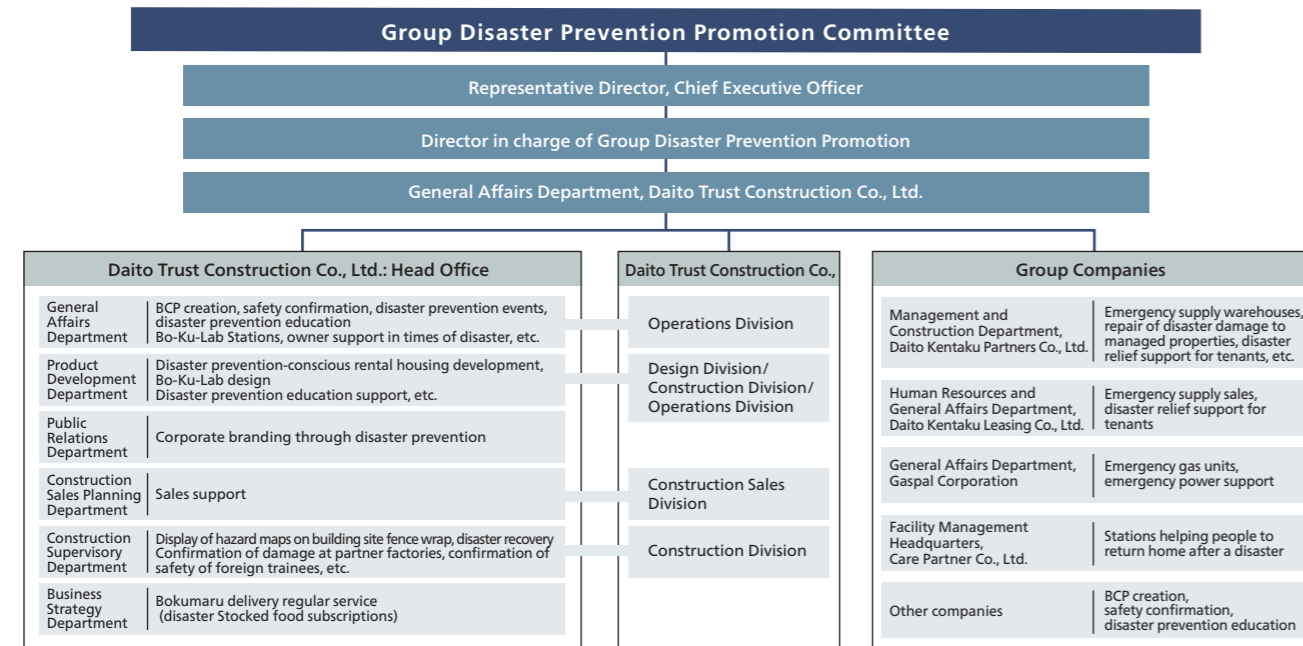 Group Disaster Prevention Promotion Committee
Representative Director, Chief Executive Officer
Director in charge of Group Disaster Prevention Promotion
General Affairs Department, Daito Trust Construction Co., Ltd.
Daito Trust Construction Co., Ltd.: Head Office
General
Affairs
Department
BCP creation, safety confirmation, disaster prevention events,
disaster prevention education
Bo-Ku-Lab Stations, owner support in times of disaster, etc.
Product
Development
Department
Disaster prevention-conscious rental housing development,
Bo-Ku-Lab design
Disaster prevention education support, etc.
Public
Relations
Department
Corporate branding through disaster prevention
Construction
Sales Planning
Department
Sales support
Construction
Supervisory
Department
Display of hazard maps on building site fence wrap, disaster recovery
Confirmation of damage at partner factories, confirmation of
safety of foreign trainees, etc.
Business
Strategy
Department
Bokumaru delivery regular service
(disaster Stocked food subscriptions)
Daito Trust Construction Co.,
Operations Division
Design Division/
Construction Division/
Operations Division
Construction Sales
Division
Construction Division
Group Companies
Management and
Construction Department,
Daito Kentaku Partners Co., Ltd.
Emergency supply warehouses,
repair of disaster damage to
managed properties, disaster
relief support for tenants, etc.
Human Resources and
General Affairs Department,
Daito Kentaku Leasing Co., Ltd.
Emergency supply sales,
disaster relief support for
tenants
General Affairs Department,
Gaspal Corporation
Emergency gas units,
emergency power support
Facility Management
Headquarters,
Care Partner Co., Ltd.
Stations helping people to
return home after a disaster
Other companies
BCP creation,
safety confirmation,
disaster prevention education